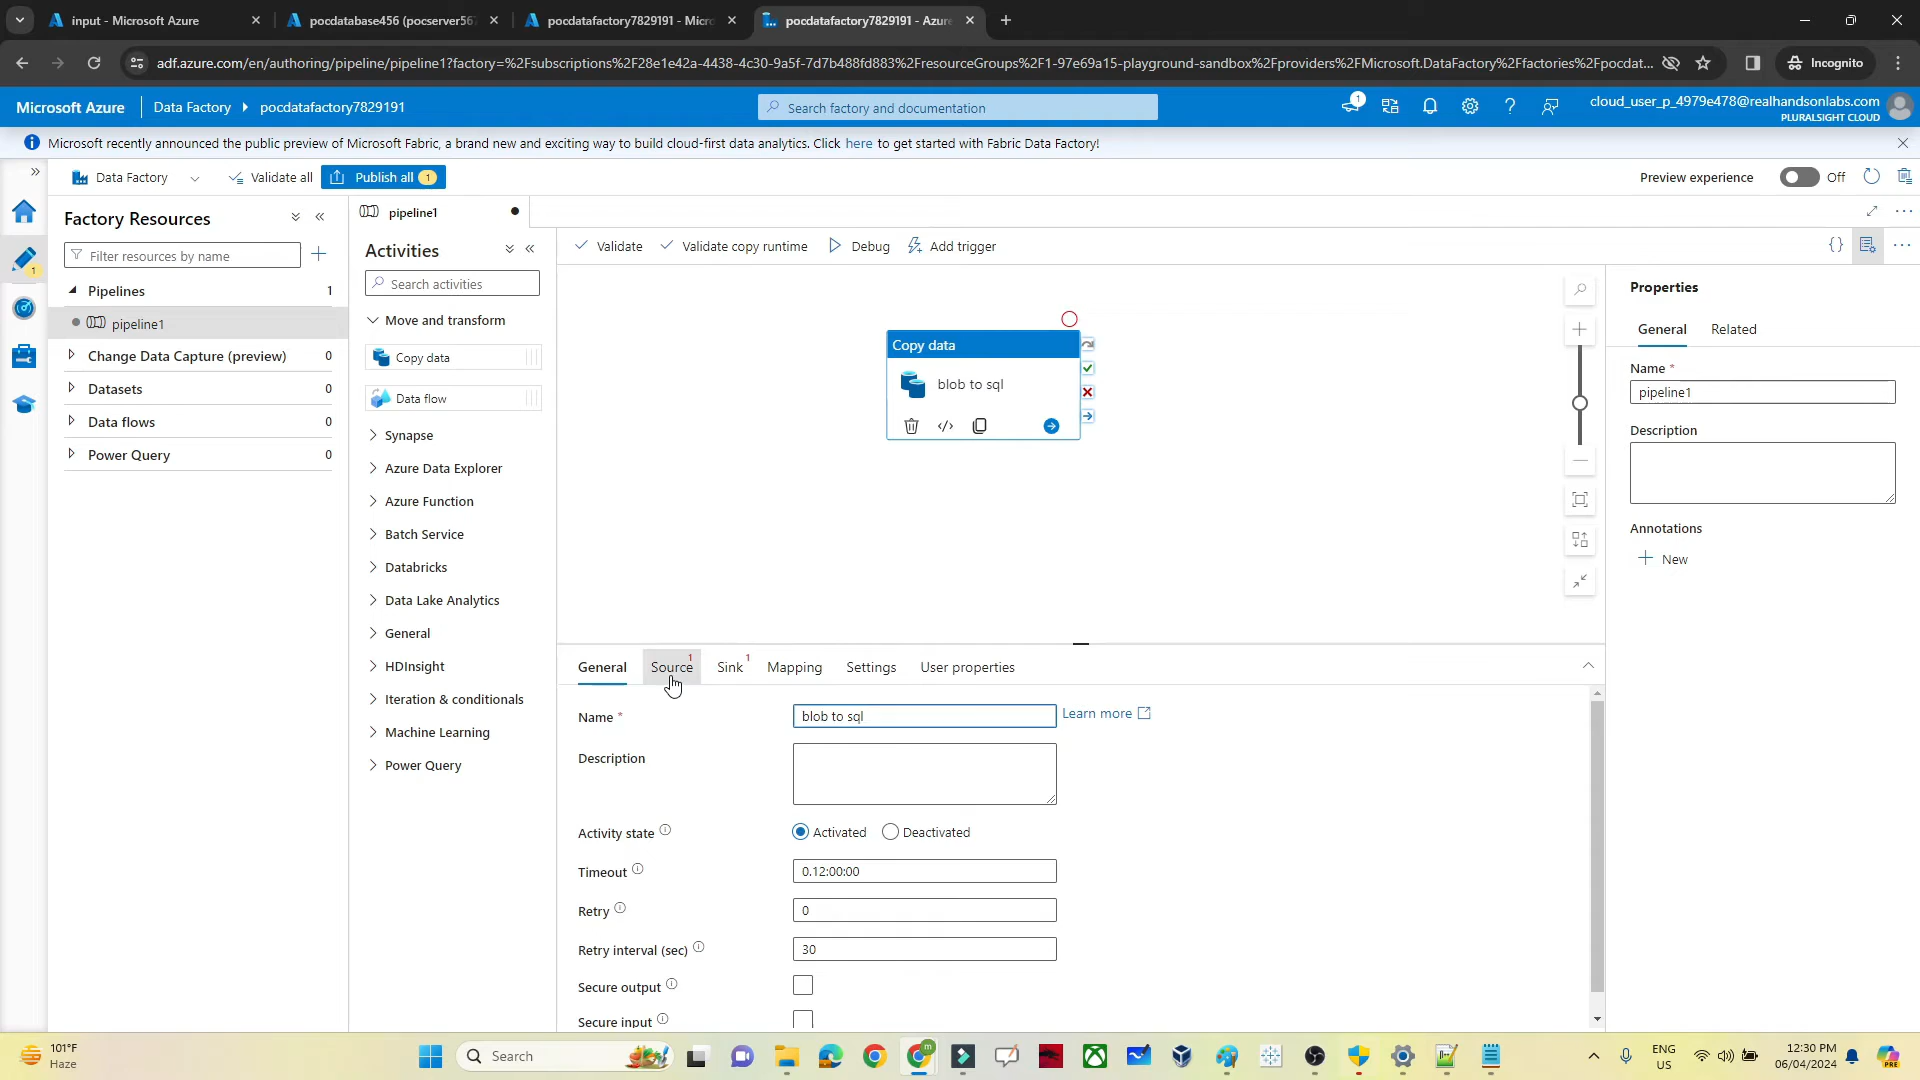 input - Microsoft Azure
pocdatabase456 (pocserver567
pocdatafactory7829191 - Micro
pocdatafactory7829191 - Azure
adf.azure.com/en/authoring/pipeline/pipeline1?factory=%2Fsubscriptions%2F28e1e42a-4438-4c30-9a5f-7d7b488fd883%2FresourceGroups%2F1-97e69a15-playground-sandbox%2Fproviders%2FMicrosoft.DataFactory%2Ffactories%2Fpocdat...
Incognito
Microsoft Azure
Data Factory
pocdatafactory7829191
Search factory and documentation
1
cloud_user_p_4979e478@realhandsonlabs.com
PLURALSIGHT CLOUD
Microsoft recently announced the public preview of Microsoft Fabric, a brand new and exciting way to build cloud-first data analytics. Click here to get started with Fabric Data Factory!
Data Factory
Validate all
Publish all 1
Preview experience
Off
Factory Resources
Filter resources by name
1
Pipelines 1
pipeline1
Change Data Capture (preview) 0
Datasets 0
Data flows 0
Power Query 0
pipeline1
Activities
Search activities
Move and transform
Copy data
Data flow
Synapse
Azure Data Explorer
Azure Function
Batch Service
Databricks
Data Lake Analytics
General
HDInsight
Iteration & conditionals
Machine Learning
Power Query
Validate
Validate copy runtime
Debug
Add trigger
Copy data
blob to sql
Properties
General
Related
Name *
pipeline1
Description
Annotations
New
General
Source 1
Sink 1
Mapping
Settings
User properties
Name *
blob to sql
Learn more
Description
Activity state
Activated
Deactivated
Timeout
0.12:00:00
Retry
0
Retry interval (sec)
30
Secure output
Secure input
101°F
Haze
Search
m
ENG
US
12:30 PM
06/04/2024
PRE